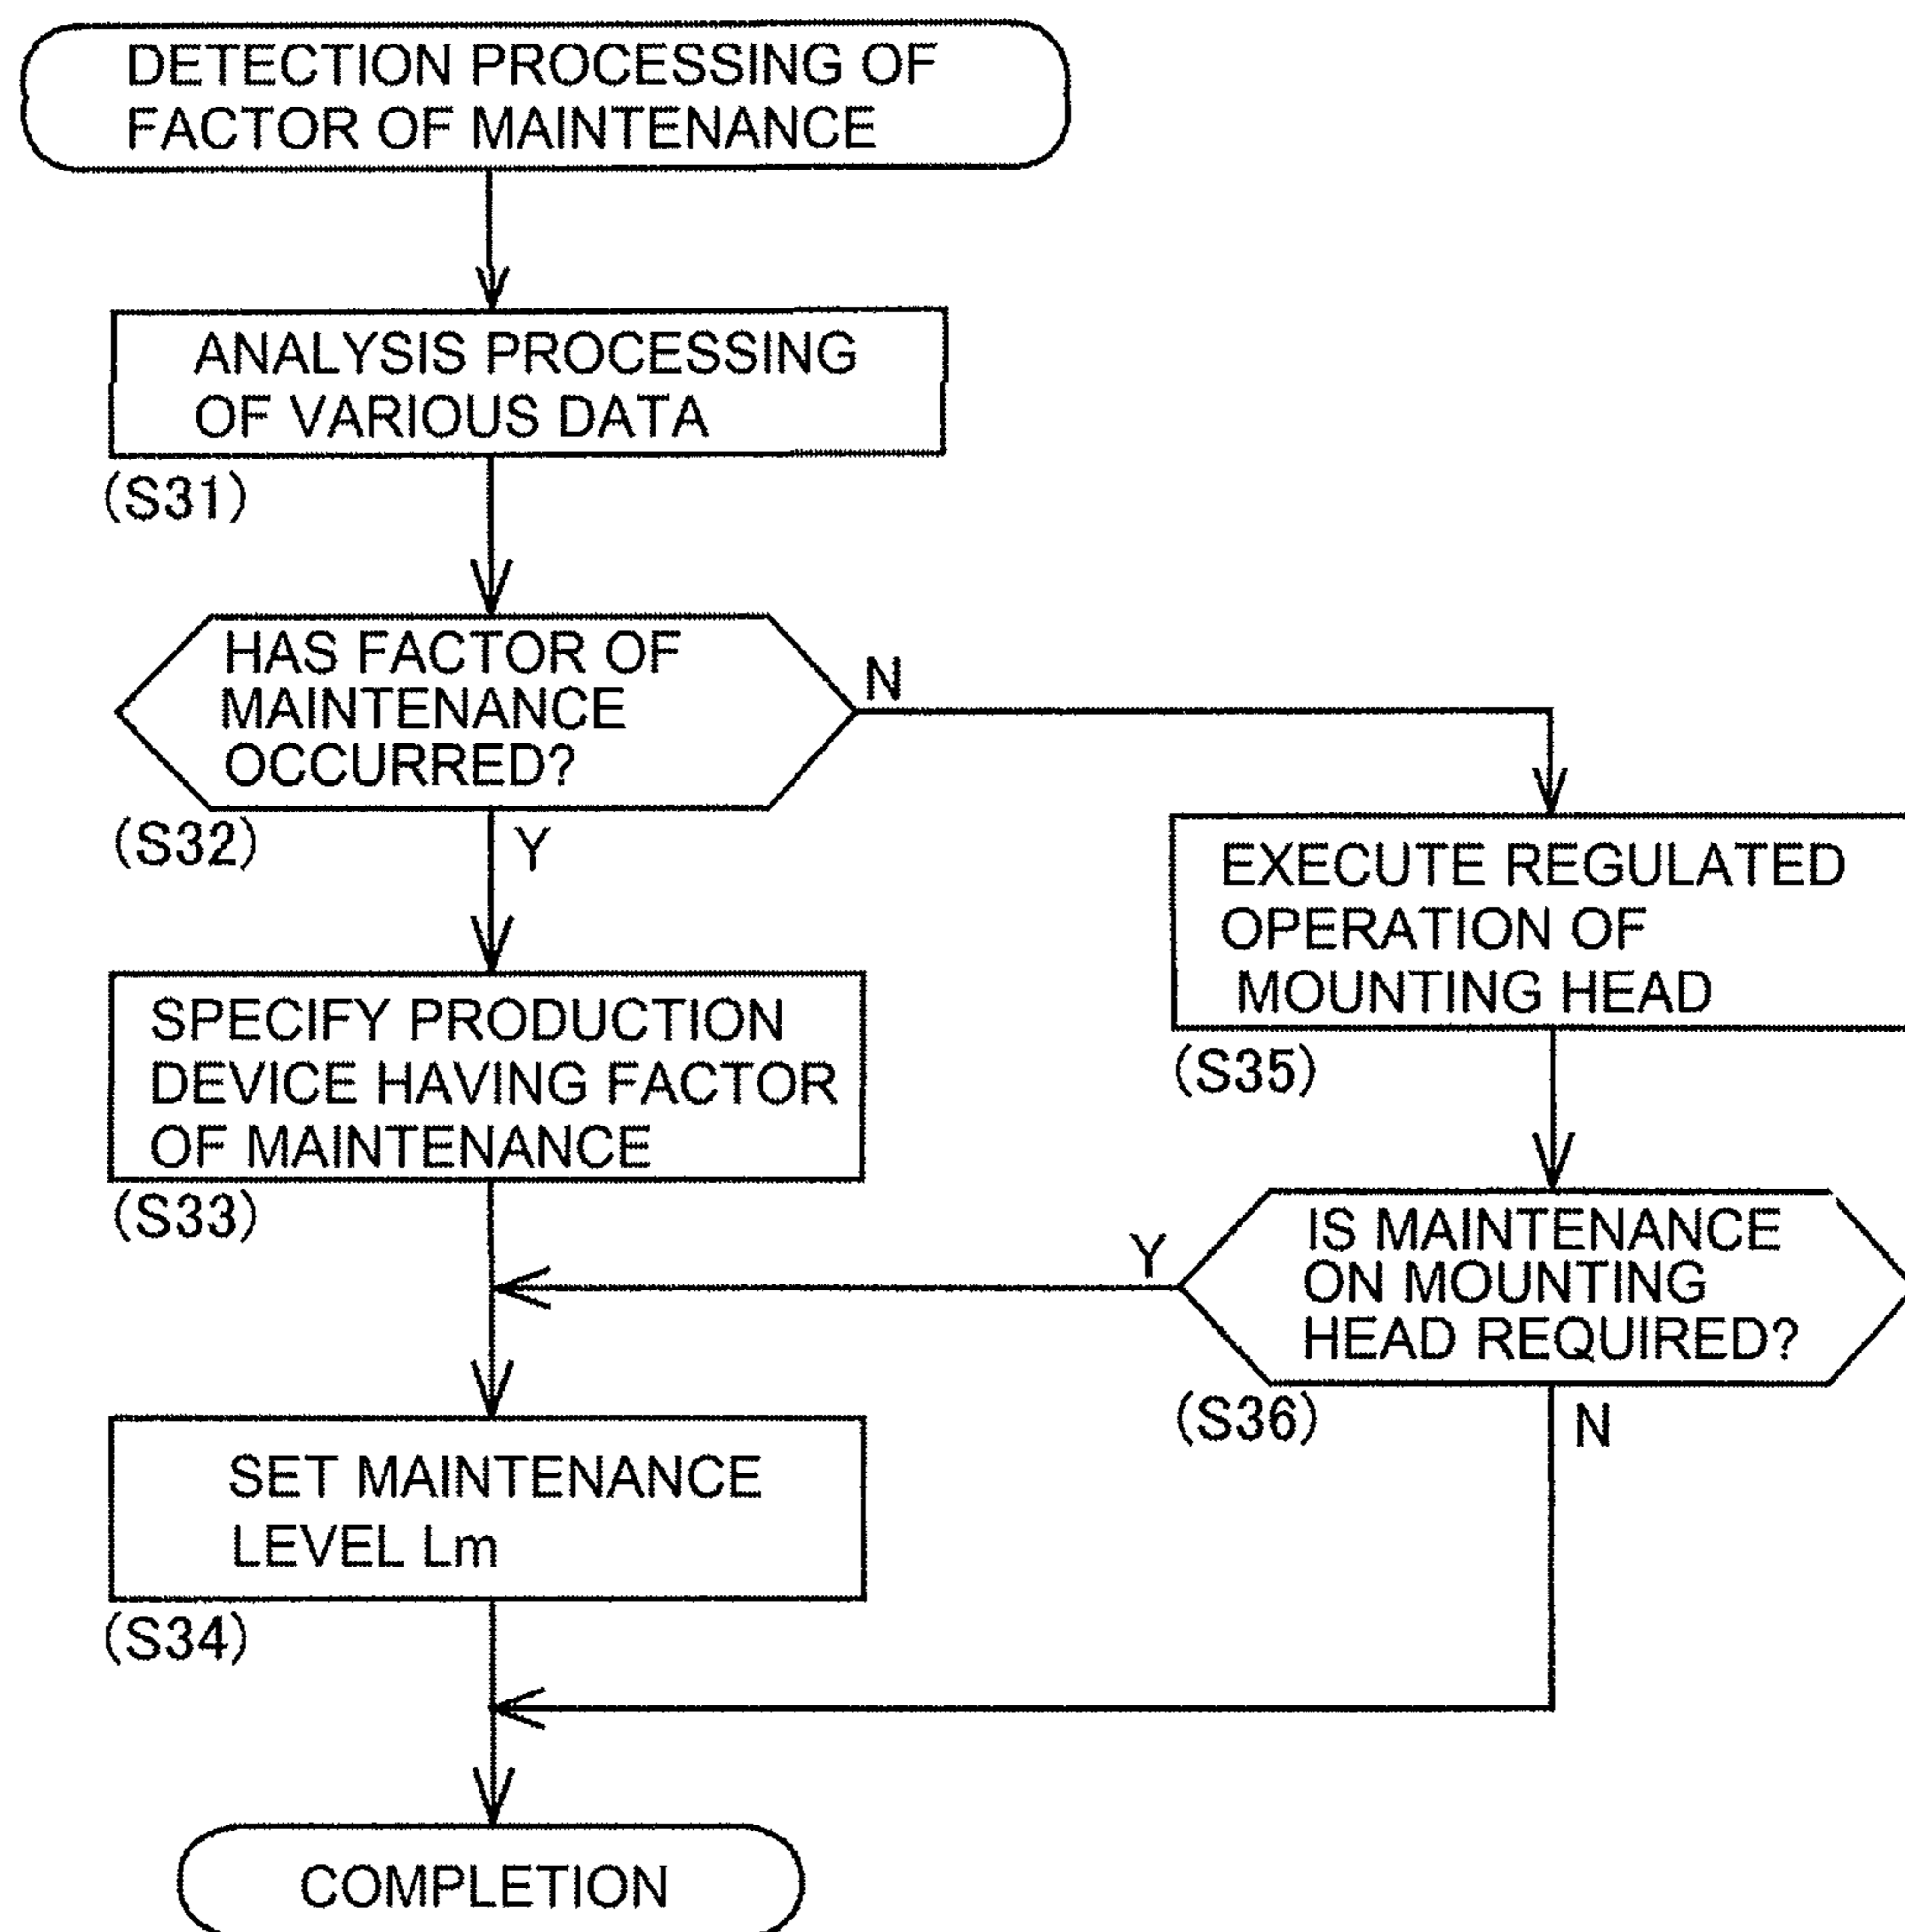 DETECTION PROCESSING OF
FACTOR OF MAINTENANCE
ANALYSIS PROCESSING
OF VARIOUS DATA
(S31)
HAS FACTOR OF
MAINTENANCE
OCCURRED?
(S32)
N
Y
EXECUTE REGULATED
OPERATION OF
MOUNTING HEAD
(S35)
SPECIFY PRODUCTION
DEVICE HAVING FACTOR
OF MAINTENANCE
(S33)
IS MAINTENANCE
ON MOUNTING
HEAD REQUIRED?
(S36)
Y
N
SET MAINTENANCE
LEVEL Lm
(S34)
COMPLETION